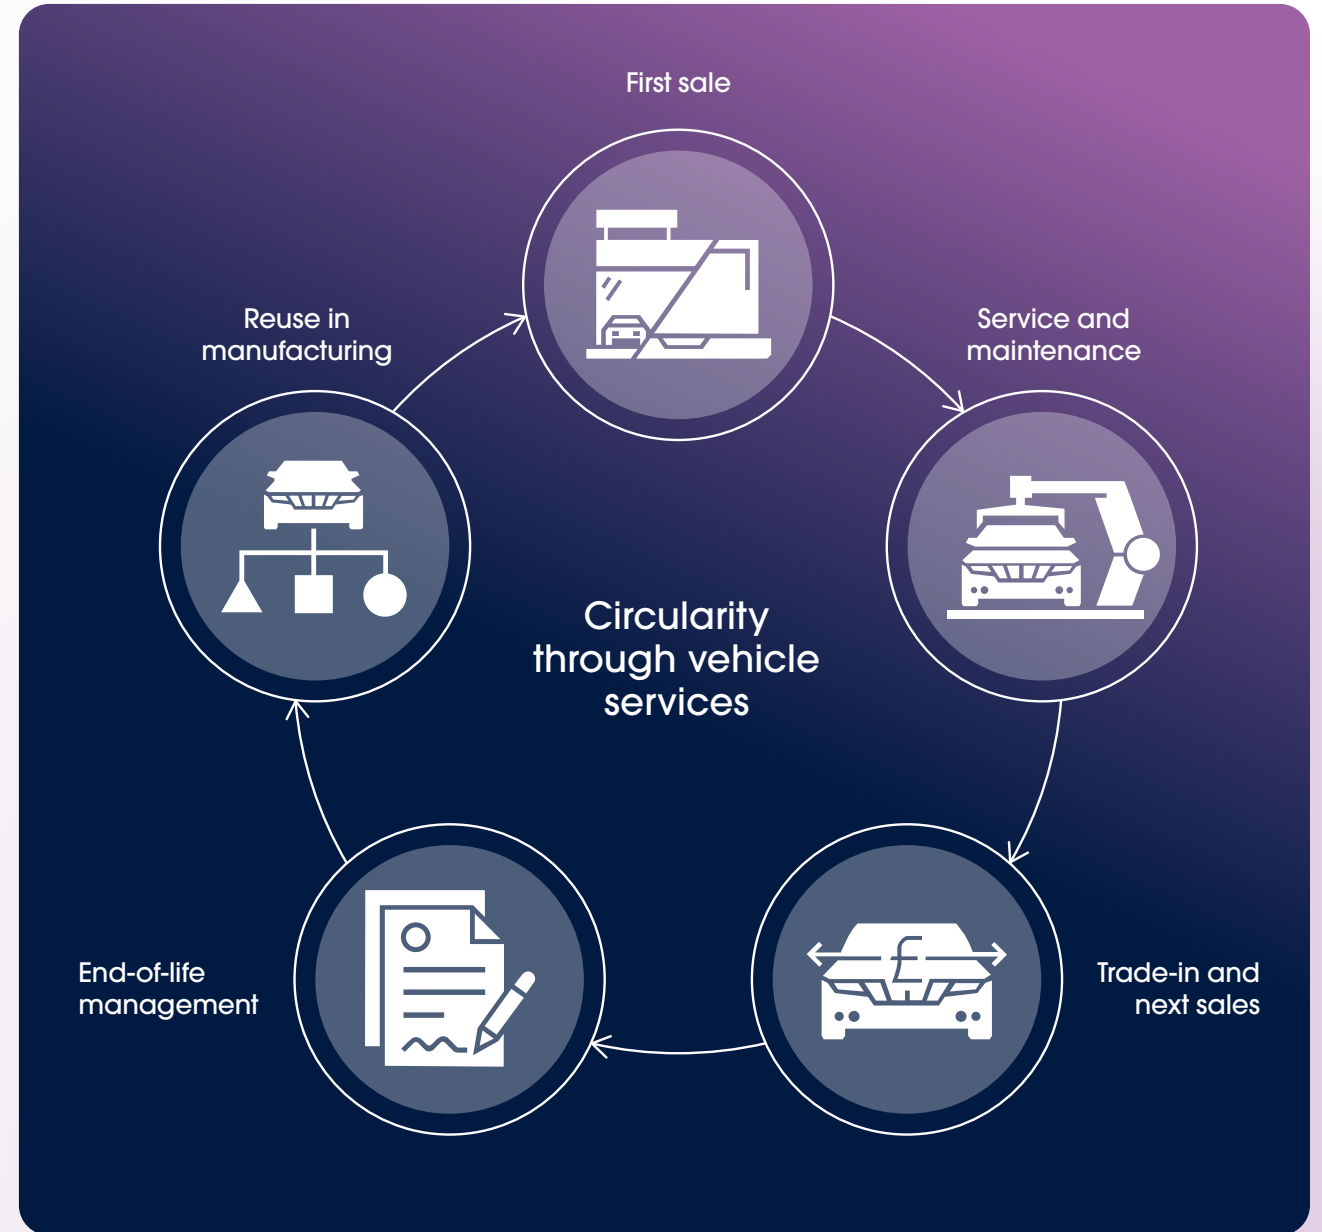 First sale
Reuse in
manufacturing
Service and
maintenance
Circularity
through vehicle
services
End-of-life
management
Trade-in and
next sales
£